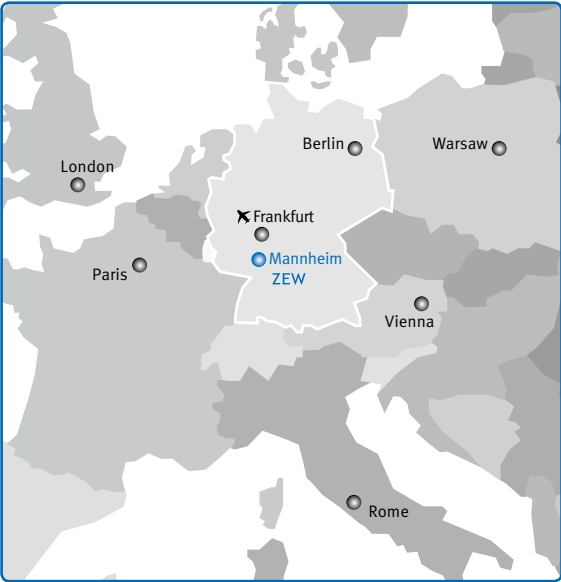 Berlin
Warsaw
London
Frankfurt
Mannheim
ZEW
Paris
Vienna
Rome